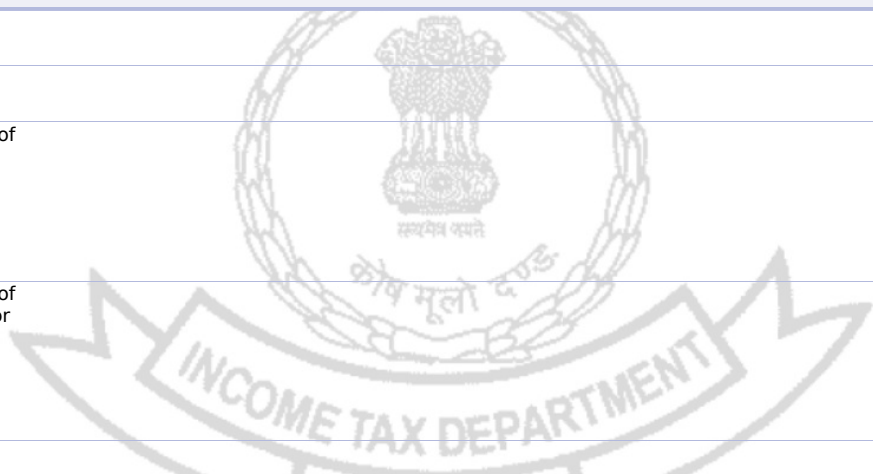 of
सत्यमेव जयते
कोष मूलो दण्ड
of
or
INCOME TAX DEPARTMENT